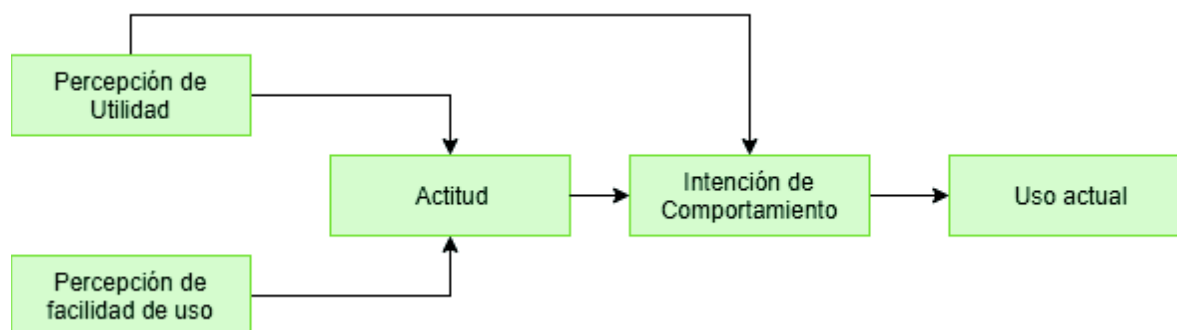 Percepción de
Utilidad
Actitud
Intención de
Comportamiento
Uso actual
Percepción de
facilidad de uso